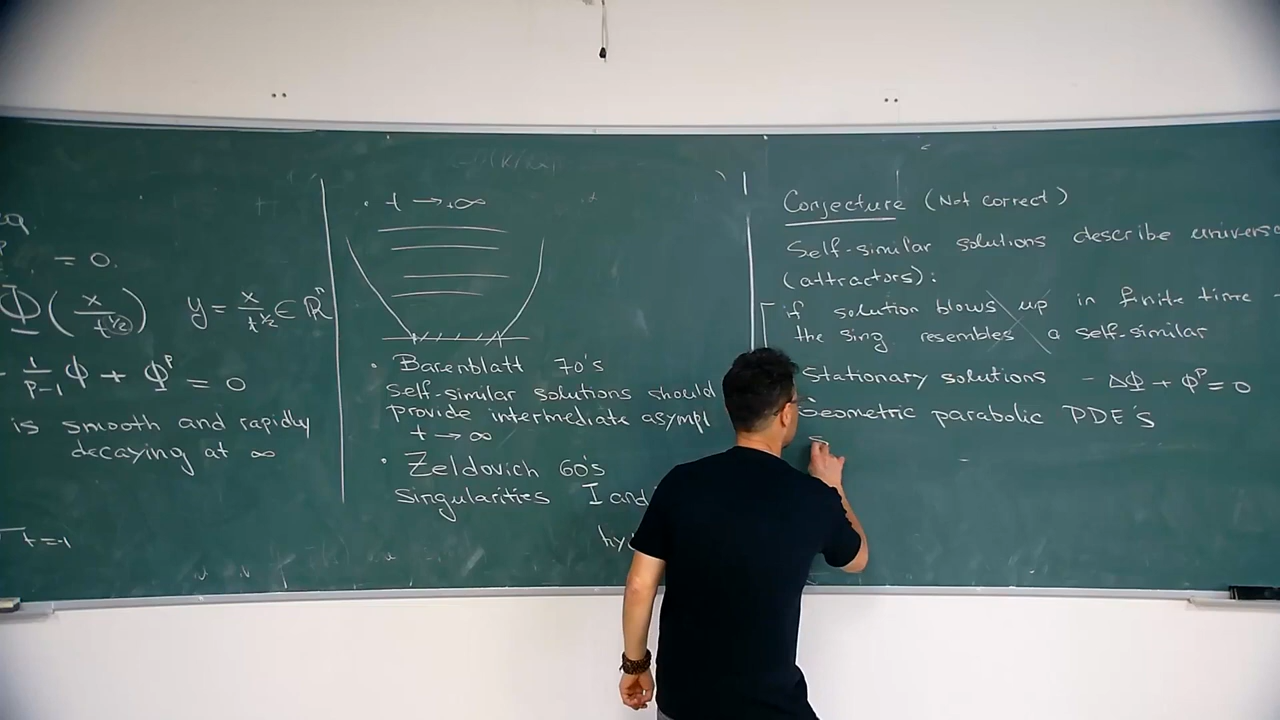 = 0.
Φ(x/t^{1/2}) y = x/t^{1/2} ∈ ℝⁿ
- 1/(p-1) Φ + Φ^p = 0
is smooth and rapidly
decaying at ∞
t=-1
· t → +∞
• Barenblatt 70's
self-similar solutions should
provide intermediate asympt
t → ∞
• Zeldovich 60's
singularities I and
Conjecture (Not correct)
Self-similar solutions describe
(attractors):
if solution blows up in finite time -
the sing resembles a self-similar
Stationary solutions - ΔΦ + Φ^p = 0
Geometric parabolic PDE's